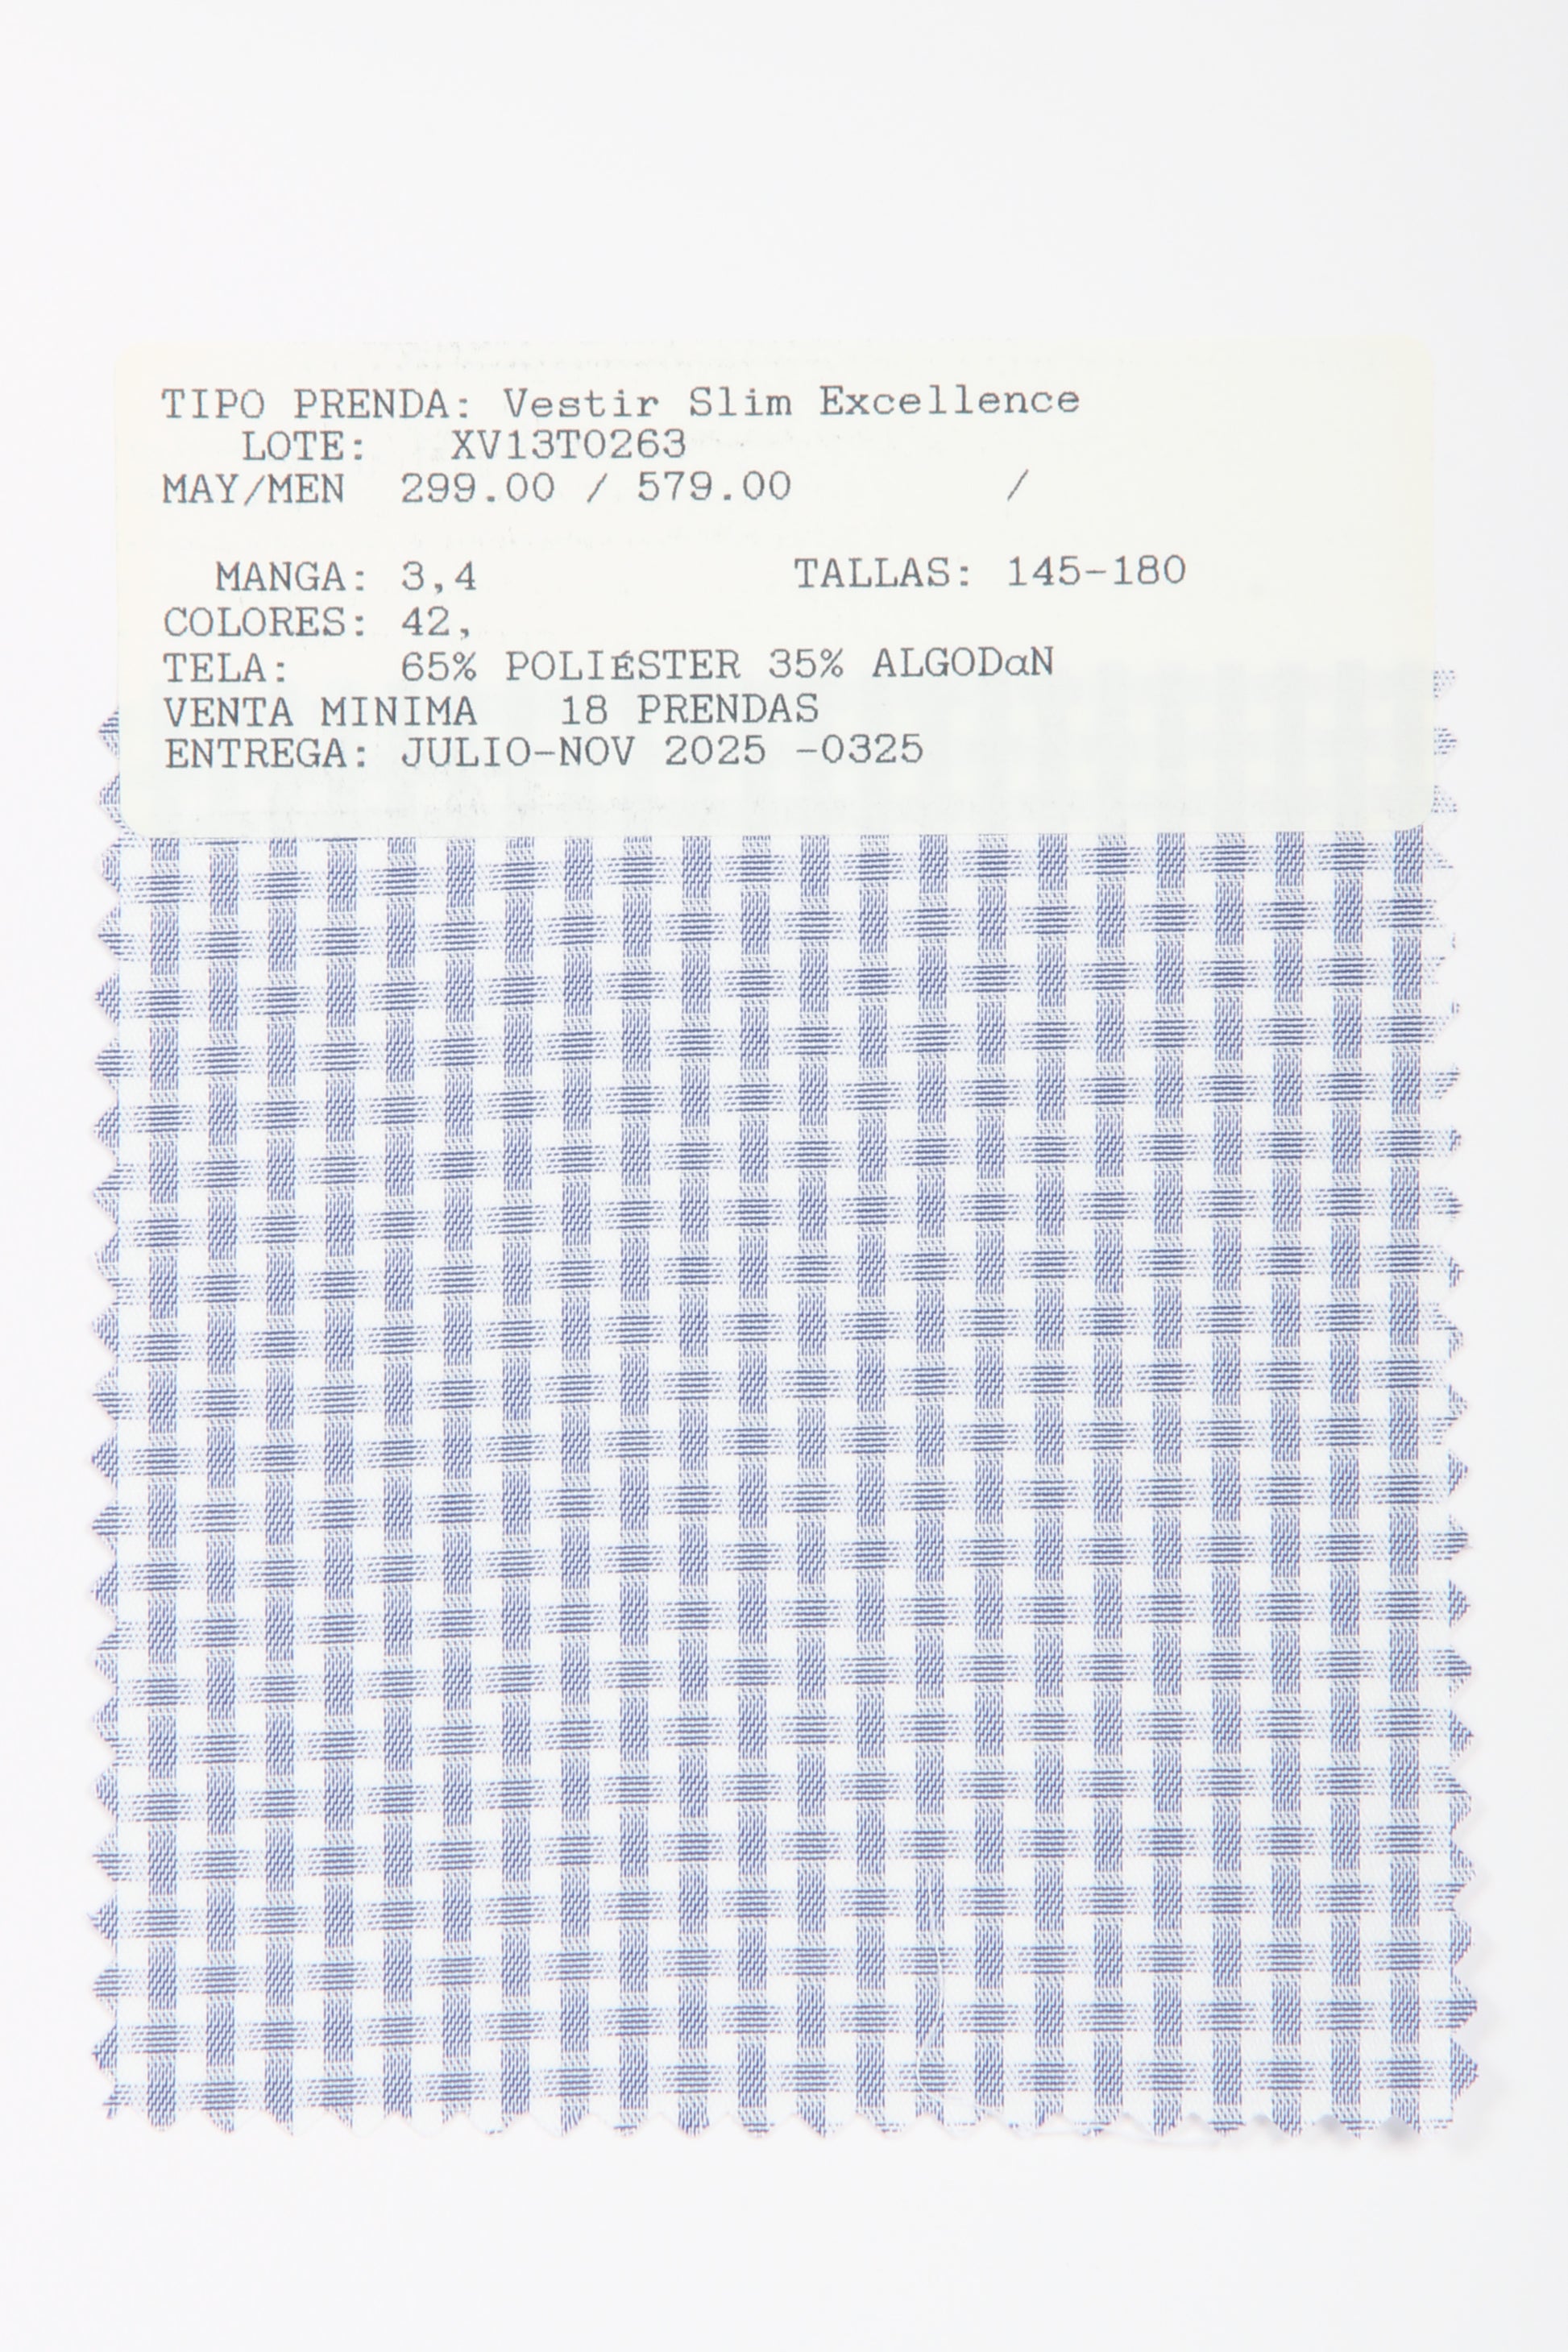 TIPO PRENDA: Vestir Slim Excellence
LOTE: XV13T0263
MAY/MEN 299.00 / 579.00 /
MANGA: 3,4 TALLAS: 145-180
COLORES: 42,
TELA: 65% POLIÉSTER 35% ALGODαN
VENTA MINIMA 18 PRENDAS
ENTREGA: JULIO-NOV 2025 -0325